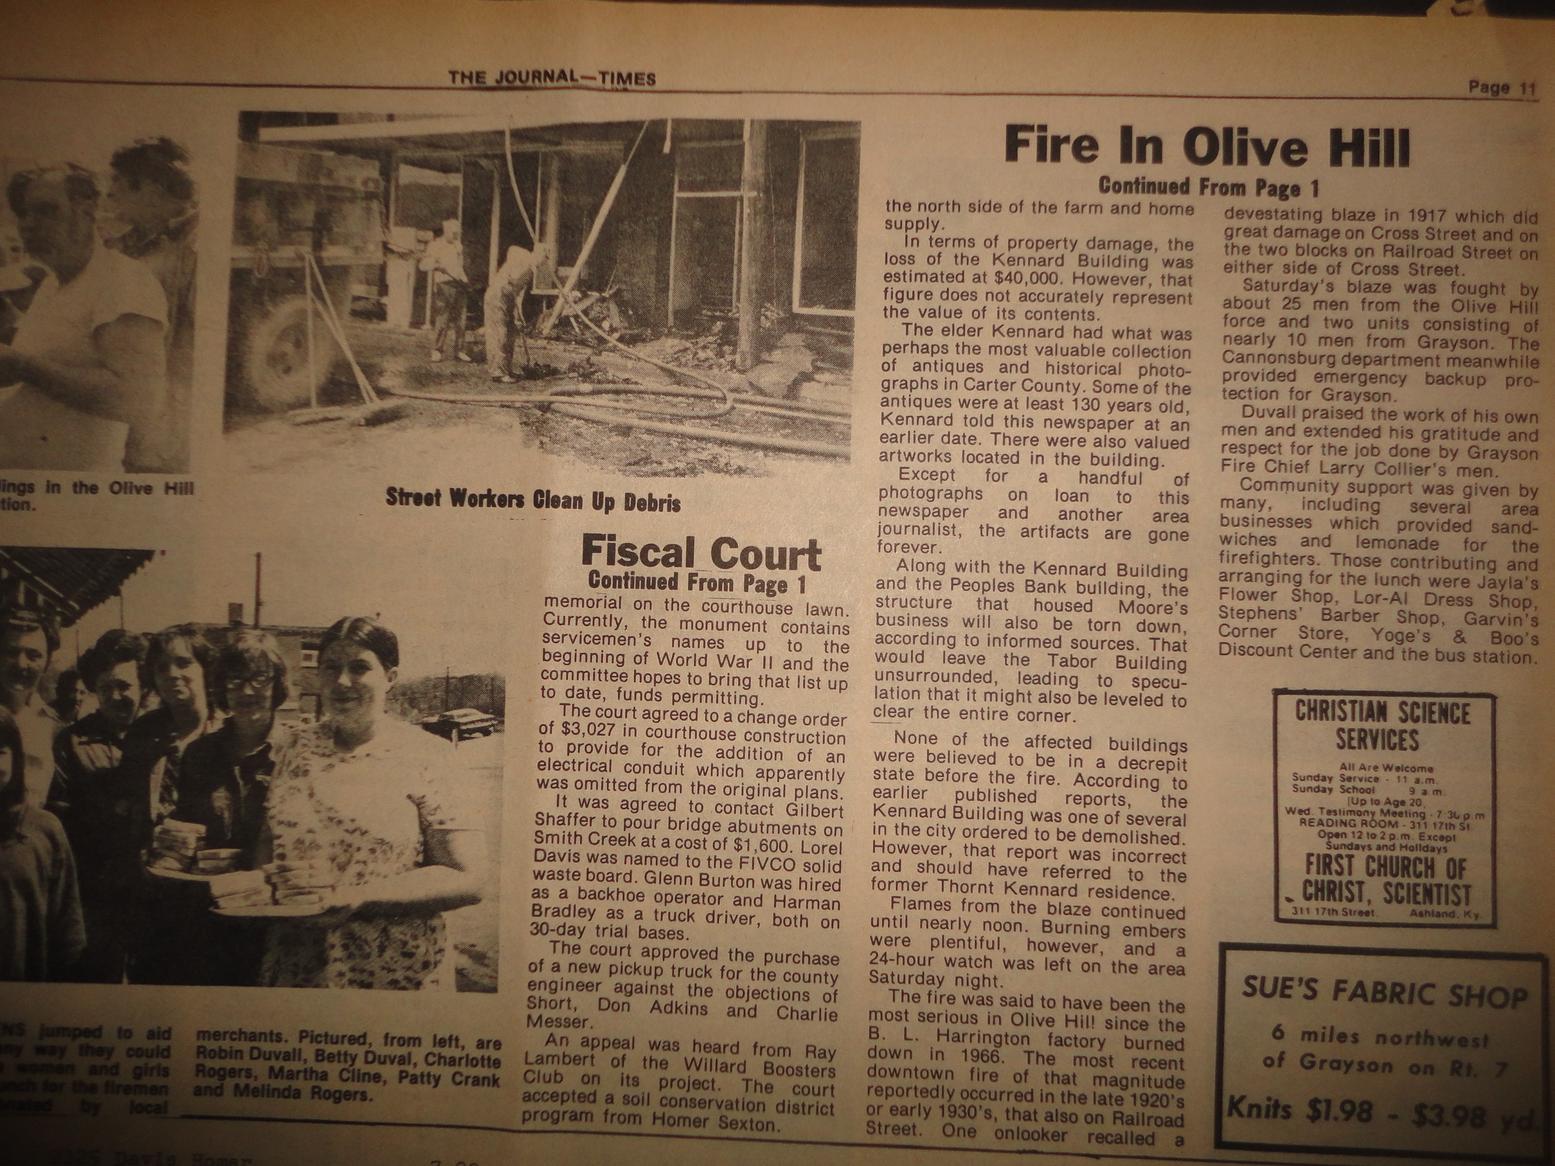 THE JOURNAL—TIMES
Page 11
lings in the Olive Hill
tion.
Street Workers Clean Up Debris
NS jumped to aid
any way they could
women and girls
unch for the firemen
onated by local
merchants. Pictured, from left, are
Robin Duvall, Betty Duval, Charlotte
Rogers, Martha Cline, Patty Crank
and Melinda Rogers.
Fiscal Court
Continued From Page 1
memorial on the courthouse lawn.
Currently, the monument contains
servicemen's names up to the
beginning of World War II and the
committee hopes to bring that list up
to date, funds permitting.
The court agreed to a change order
of $3,027 in courthouse construction
to provide for the addition of an
electrical conduit which apparently
was omitted from the original plans.
It was agreed to contact Gilbert
Shaffer to pour bridge abutments on
Smith Creek at a cost of $1,600. Lorel
Davis was named to the FIVCO solid
waste board. Glenn Burton was hired
as a backhoe operator and Harman
Bradley as a truck driver, both on
30-day trial bases.
The court approved the purchase
of a new pickup truck for the county
engineer against the objections of
Short, Don Adkins and Charlie
Messer.
An appeal was heard from Ray
Lambert of the Willard Boosters
Club on its project. The court
accepted a soil conservation district
program from Homer Sexton.
Fire In Olive Hill
Continued From Page 1
the north side of the farm and home
supply.
In terms of property damage, the
loss of the Kennard Building was
estimated at $40,000. However, that
figure does not accurately represent
the value of its contents.
The elder Kennard had what was
perhaps the most valuable collection
of antiques and historical photo-
graphs in Carter County. Some of the
antiques were at least 130 years old,
Kennard told this newspaper at an
earlier date. There were also valued
artworks located in the building.
Except for a handful of
photographs on loan to this
newspaper and another area
journalist, the artifacts are gone
forever.
Along with the Kennard Building
and the Peoples Bank building, the
structure that housed Moore's
business will also be torn down,
according to informed sources. That
would leave the Tabor Building
unsurrounded, leading to specu-
lation that it might also be leveled to
clear the entire corner.
None of the affected buildings
were believed to be in a decrepit
state before the fire. According to
earlier published reports, the
Kennard Building was one of several
in the city ordered to be demolished.
However, that report was incorrect
and should have referred to the
former Thornt Kennard residence.
Flames from the blaze continued
until nearly noon. Burning embers
were plentiful, however, and a
24-hour watch was left on the area
Saturday night.
The fire was said to have been the
most serious in Olive Hill since the
B. L. Harrington factory burned
down in 1966. The most recent
downtown fire of that magnitude
reportedly occurred in the late 1920's
or early 1930's, that also on Railroad
Street. One onlooker recalled a
devestating blaze in 1917 which did
great damage on Cross Street and on
the two blocks on Railroad Street on
either side of Cross Street.
Saturday's blaze was fought by
about 25 men from the Olive Hill
force and two units consisting of
nearly 10 men from Grayson. The
Cannonsburg department meanwhile
provided emergency backup pro-
tection for Grayson.
Duvall praised the work of his own
men and extended his gratitude and
respect for the job done by Grayson
Fire Chief Larry Collier's men.
Community support was given by
many, including several area
businesses which provided sand-
wiches and lemonade for the
firefighters. Those contributing and
arranging for the lunch were Jayla's
Flower Shop, Lor-Al Dress Shop,
Stephens' Barber Shop, Garvin's
Corner Store, Yoge's & Boo's
Discount Center and the bus station.
CHRISTIAN SCIENCE
SERVICES
All Are Welcome
Sunday Service - 11 a.m.
Sunday School 9 a.m.
(Up to Age 20)
Wed. Testimony Meeting - 7:30 p.m
READING ROOM - 311 17th St.
Open 12 to 2 p.m. Except
Sundays and Holidays
FIRST CHURCH OF
CHRIST, SCIENTIST
311 17th Street. Ashland, Ky.
SUE'S FABRIC SHOP
6 miles northwest
of Grayson on Rt. 7
Knits $1.98 - $3.98 yd.
Davis Homer